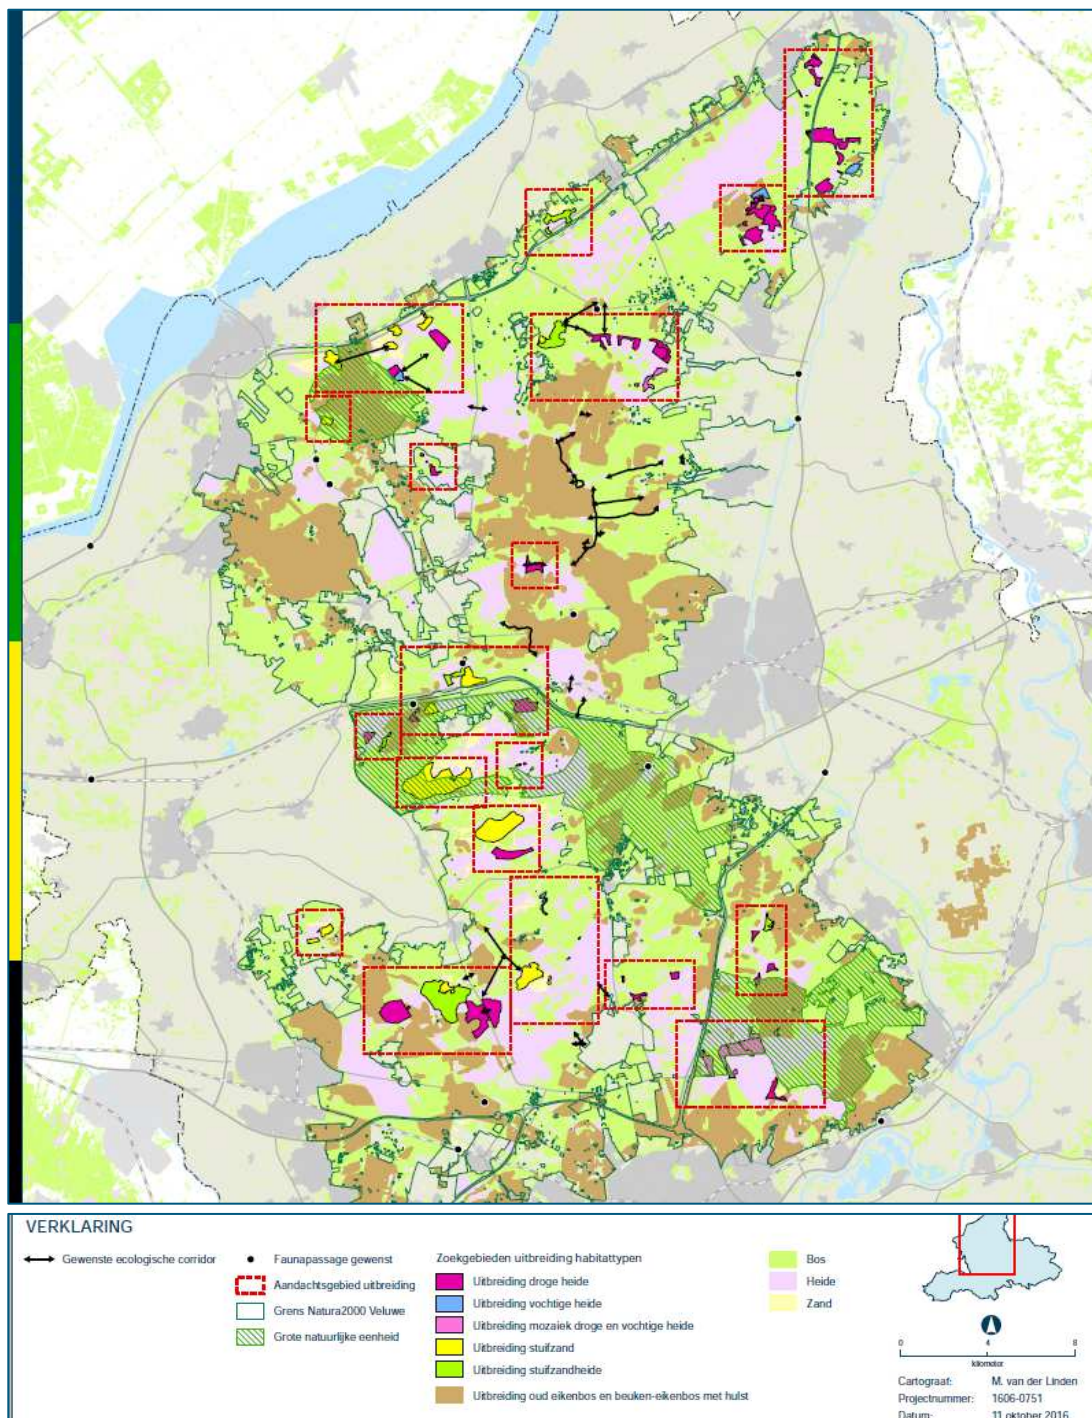 VERKLARING
Gewenste ecologische corridor
Faunapassage gewenst
Aandachtsgebied uitbreiding
Grens Natura2000 Veluwe
Grote natuurlijke eenheid
Zoekgebieden uitbreiding habitattypen
Uitbreiding droge heide
Uitbreiding vochtige heide
Uitbreiding mozaiek droge en vochtige heide
Uitbreiding stuifzand
Uitbreiding stuifzandheide
Uitbreiding oud eikenbos en beuken-eikenbos met hulst
Bos
Heide
Zand
0 4 8
kilometer
Cartograaf: M. van der Linden
Projectnummer: 1606-0751
Datum: 11 oktober 2016